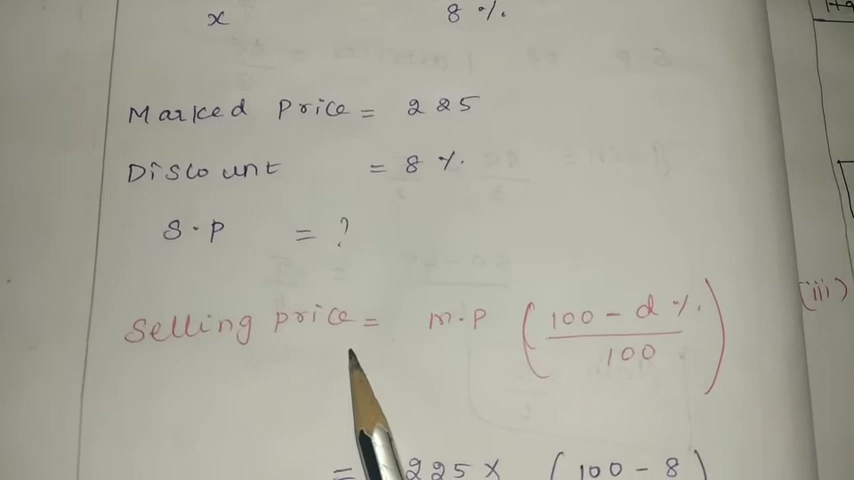 x 8 %.
Marked Price = 225
Discount = 8 %.
S.P = ?
Selling price = m.p ( 100 - d %. / 100 )
(iii)
= 225 x ( 100 - 8 )